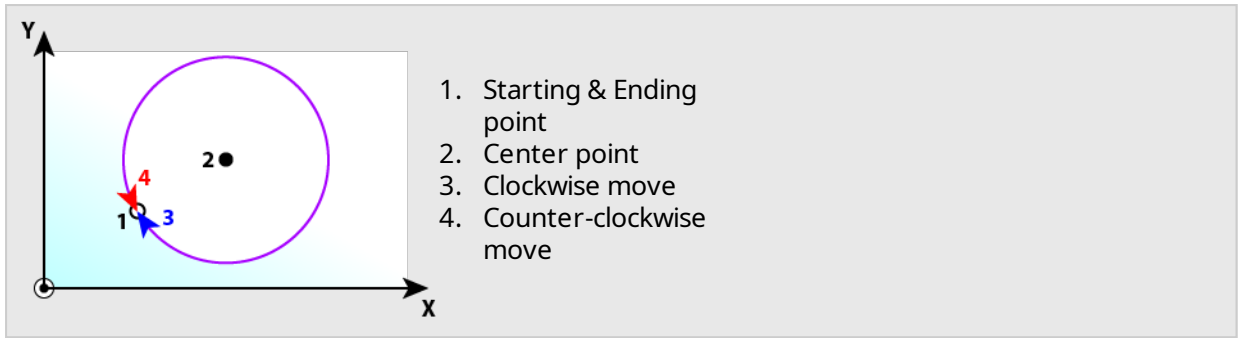 Y
2
4
1
3
X
1. Starting & Ending
point
2. Center point
3. Clockwise move
4. Counter-clockwise
move